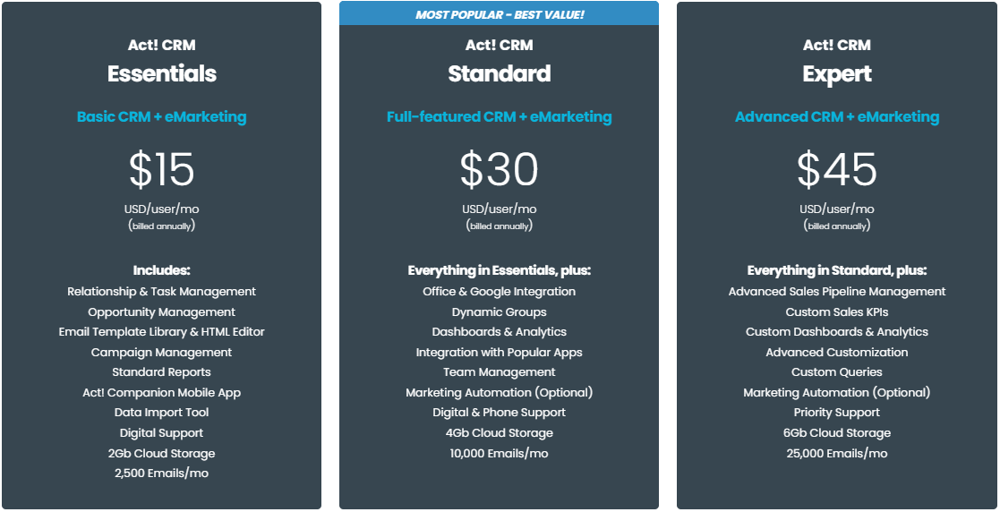 Act! CRM
Essentials
Basic CRM + eMarketing
$15
USD/user/mo
(billed annually)
Includes:
Relationship & Task Management
Opportunity Management
Email Template Library & HTML Editor
Campaign Management
Standard Reports
Act! Companion Mobile App
Data Import Tool
Digital Support
2Gb Cloud Storage
2,500 Emails/mo
MOST POPULAR - BEST VALUE!
Act! CRM
Standard
Full-featured CRM + eMarketing
$30
USD/user/mo
(billed annually)
Everything in Essentials, plus:
Office & Google Integration
Dynamic Groups
Dashboards & Analytics
Integration with Popular Apps
Team Management
Marketing Automation (Optional)
Digital & Phone Support
4Gb Cloud Storage
10,000 Emails/mo
Act! CRM
Expert
Advanced CRM + eMarketing
$45
USD/user/mo
(billed annually)
Everything in Standard, plus:
Advanced Sales Pipeline Management
Custom Sales KPIs
Custom Dashboards & Analytics
Advanced Customization
Custom Queries
Marketing Automation (Optional)
Priority Support
6Gb Cloud Storage
25,000 Emails/mo